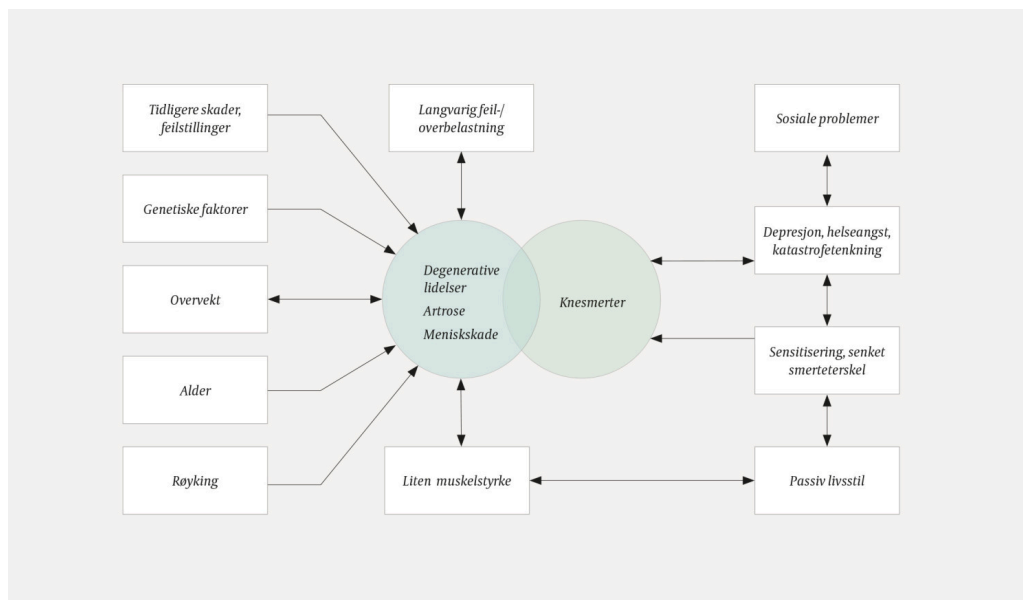 Tidligere skader,
feilstillinger
Langvarig feil-/
overbelastning
Sosiale problemer
Genetiske faktorer
Depresjon, helseangst,
katastrofetenkning
Overvekt
Degenerative
lidelser
Artrose
Meniskskade
Knesmerter
Sensitisering, senket
smerteterskel
Alder
Røyking
Liten muskelstyrke
Passiv livsstil